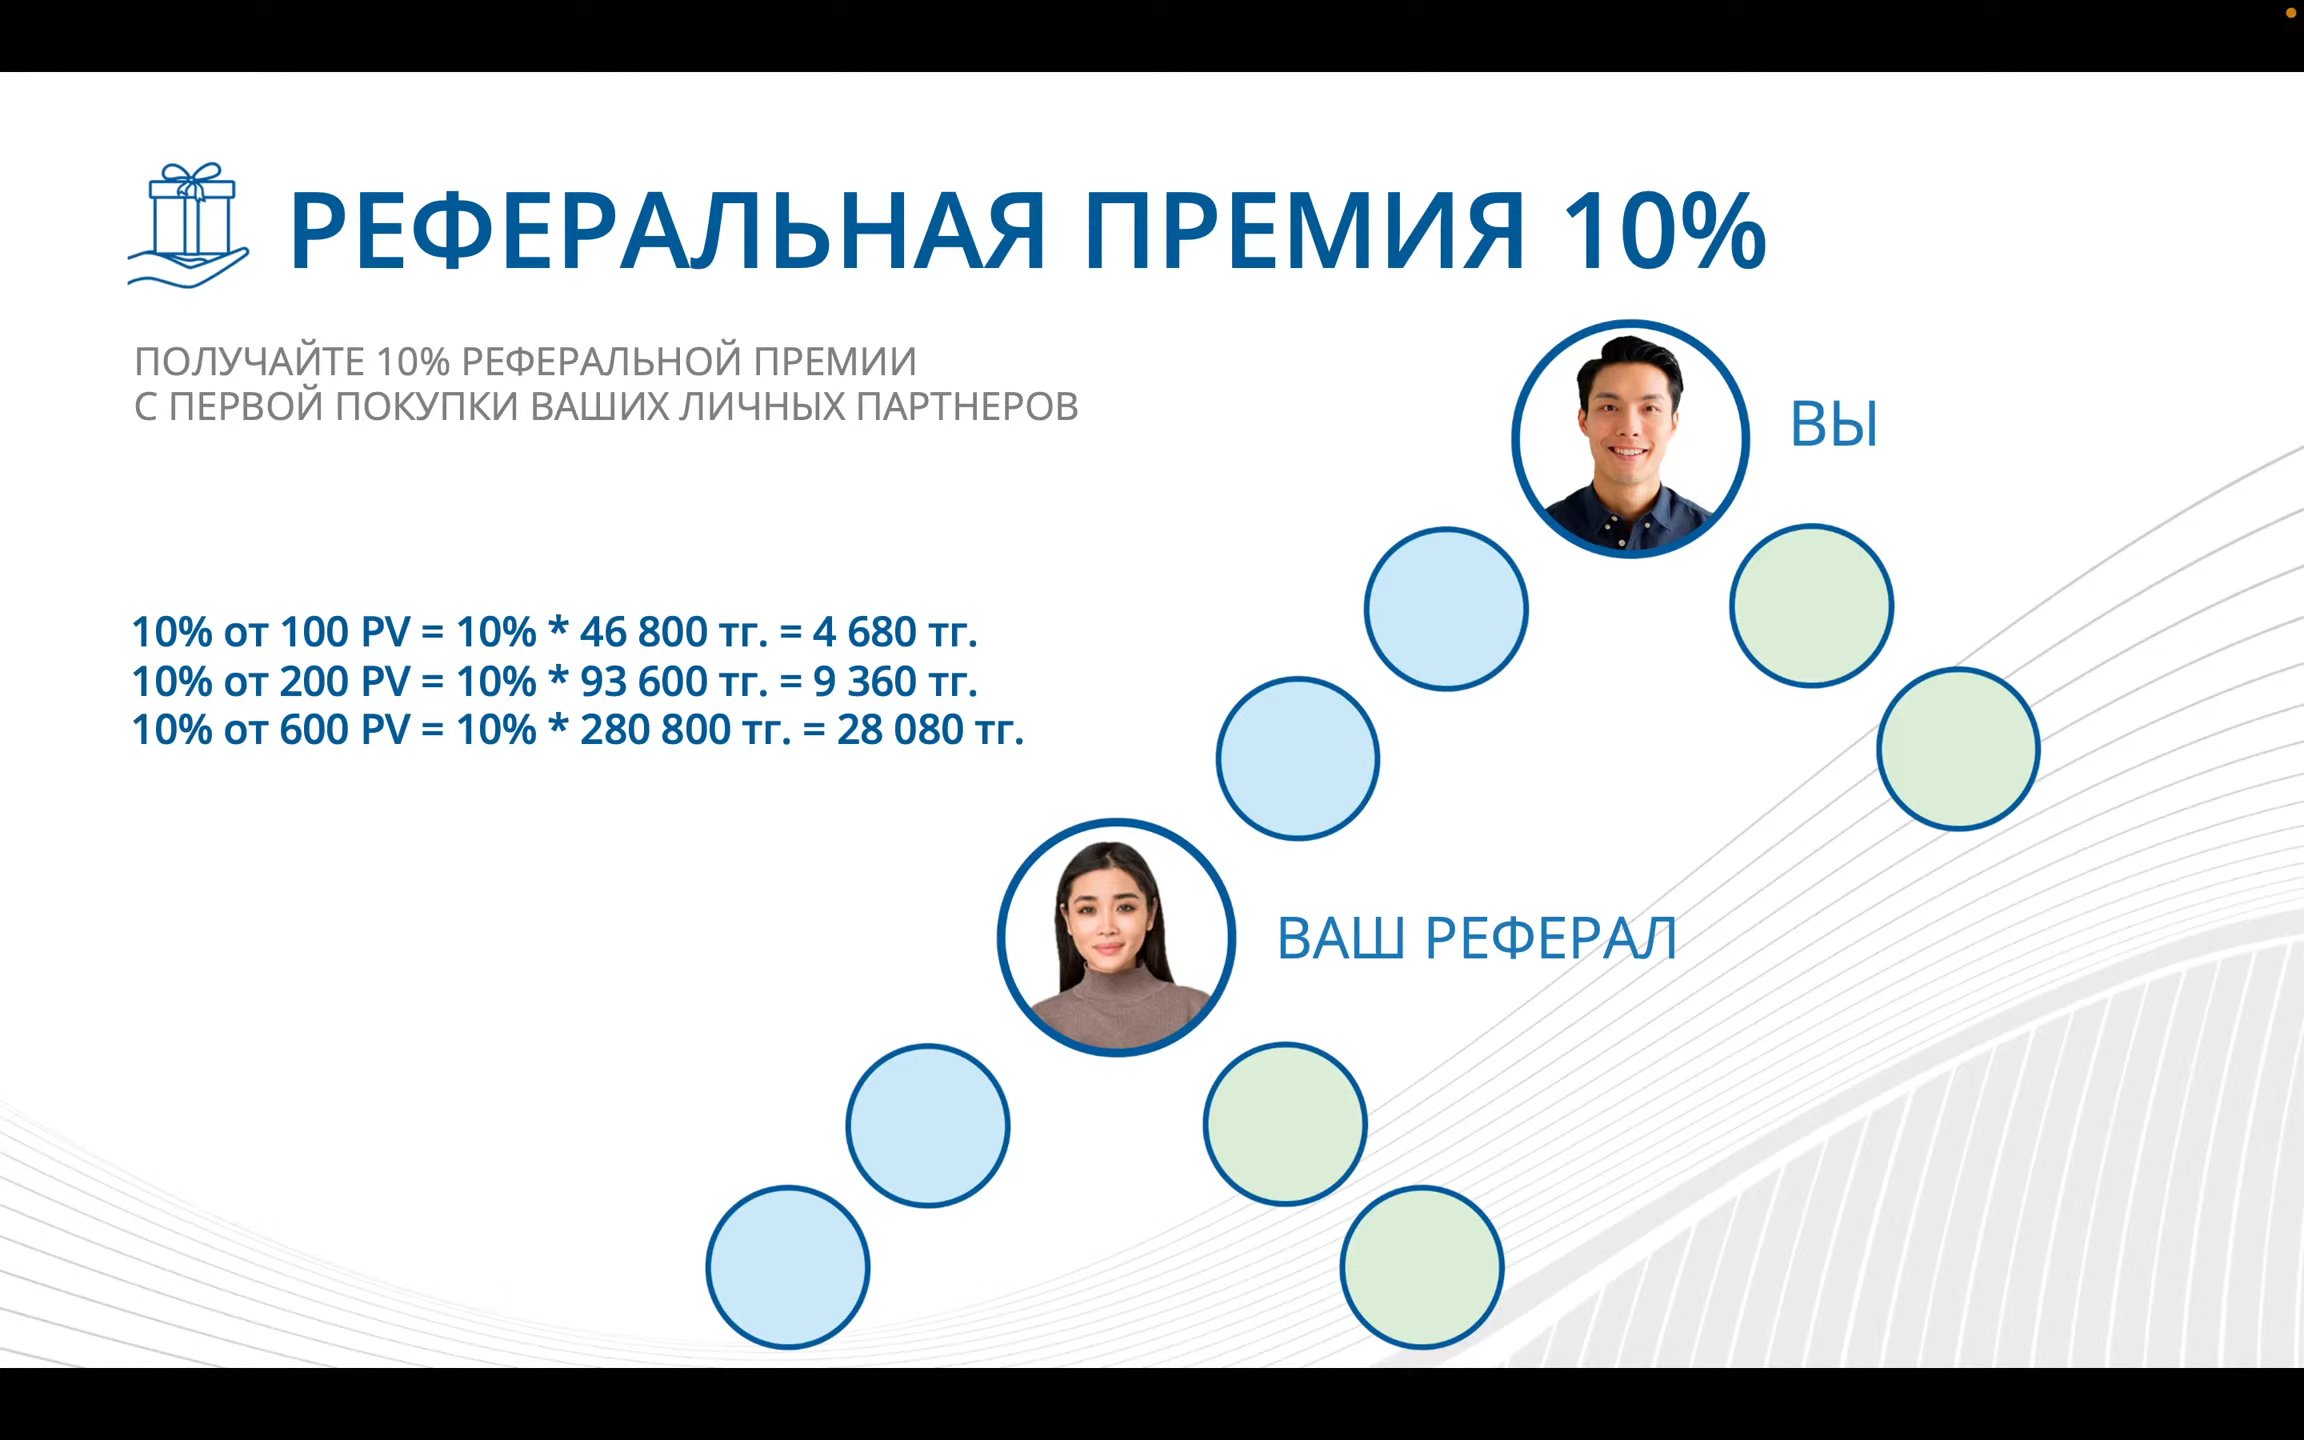 РЕФЕРАЛЬНАЯ ПРЕМИЯ 10%
ПОЛУЧАЙТЕ 10% РЕФЕРАЛЬНОЙ ПРЕМИИ
С ПЕРВОЙ ПОКУПКИ ВАШИХ ЛИЧНЫХ ПАРТНЕРОВ
ВЫ
10% от 100 PV = 10% * 46 800 тг. = 4 680 тг.
10% от 200 PV = 10% * 93 600 тг. = 9 360 тг.
10% от 600 PV = 10% * 280 800 тг. = 28 080 тг.
ВАШ РЕФЕРАЛ